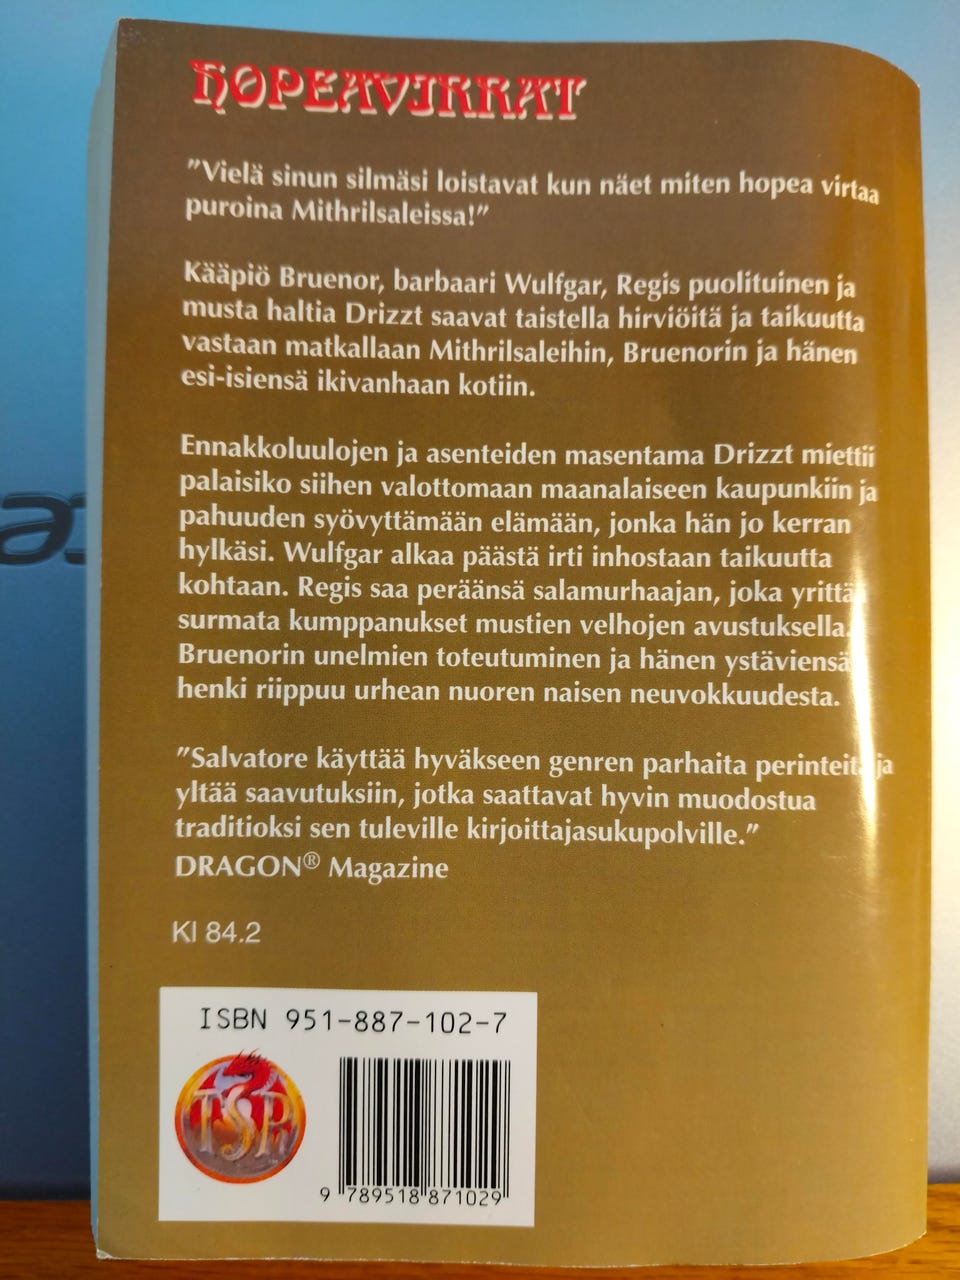 HOPEAVIRRAT
"Vielä sinun silmäsi loistavat kun näet miten hopea virtaa
puroina Mithrilsaleissa!"
Kääpiö Bruenor, barbaari Wulfgar, Regis puolituinen ja
musta haltia Drizzt saavat taistella hirviöitä ja taikuutta
vastaan matkallaan Mithrilsaleihin, Bruenorin ja hänen
esi-isiensä ikivanhaan kotiin.
Ennakkoluulojen ja asenteiden masentama Drizzt miettii
palaisiko siihen valottomaan maanalaiseen kaupunkiin ja
pahuuden syövyttämään elämään, jonka hän jo kerran
hylkäsi. Wulfgar alkaa päästä irti inhostaan taikuutta
kohtaan. Regis saa peräänsä salamurhaajan, joka yrittä
surmata kumppanukset mustien velhojen avustuksella.
Bruenorin unelmien toteutuminen ja hänen ystäviensä
henki riippuu urhean nuoren naisen neuvokkuudesta.
"Salvatore käyttää hyväkseen genren parhaita perinteitä ja
yltää saavutuksiin, jotka saattavat hyvin muodostua
traditioksi sen tuleville kirjoittajasukupolville."
DRAGON® Magazine
Kl 84.2
ISBN 951-887-102-7
TSR
9 789518 871029